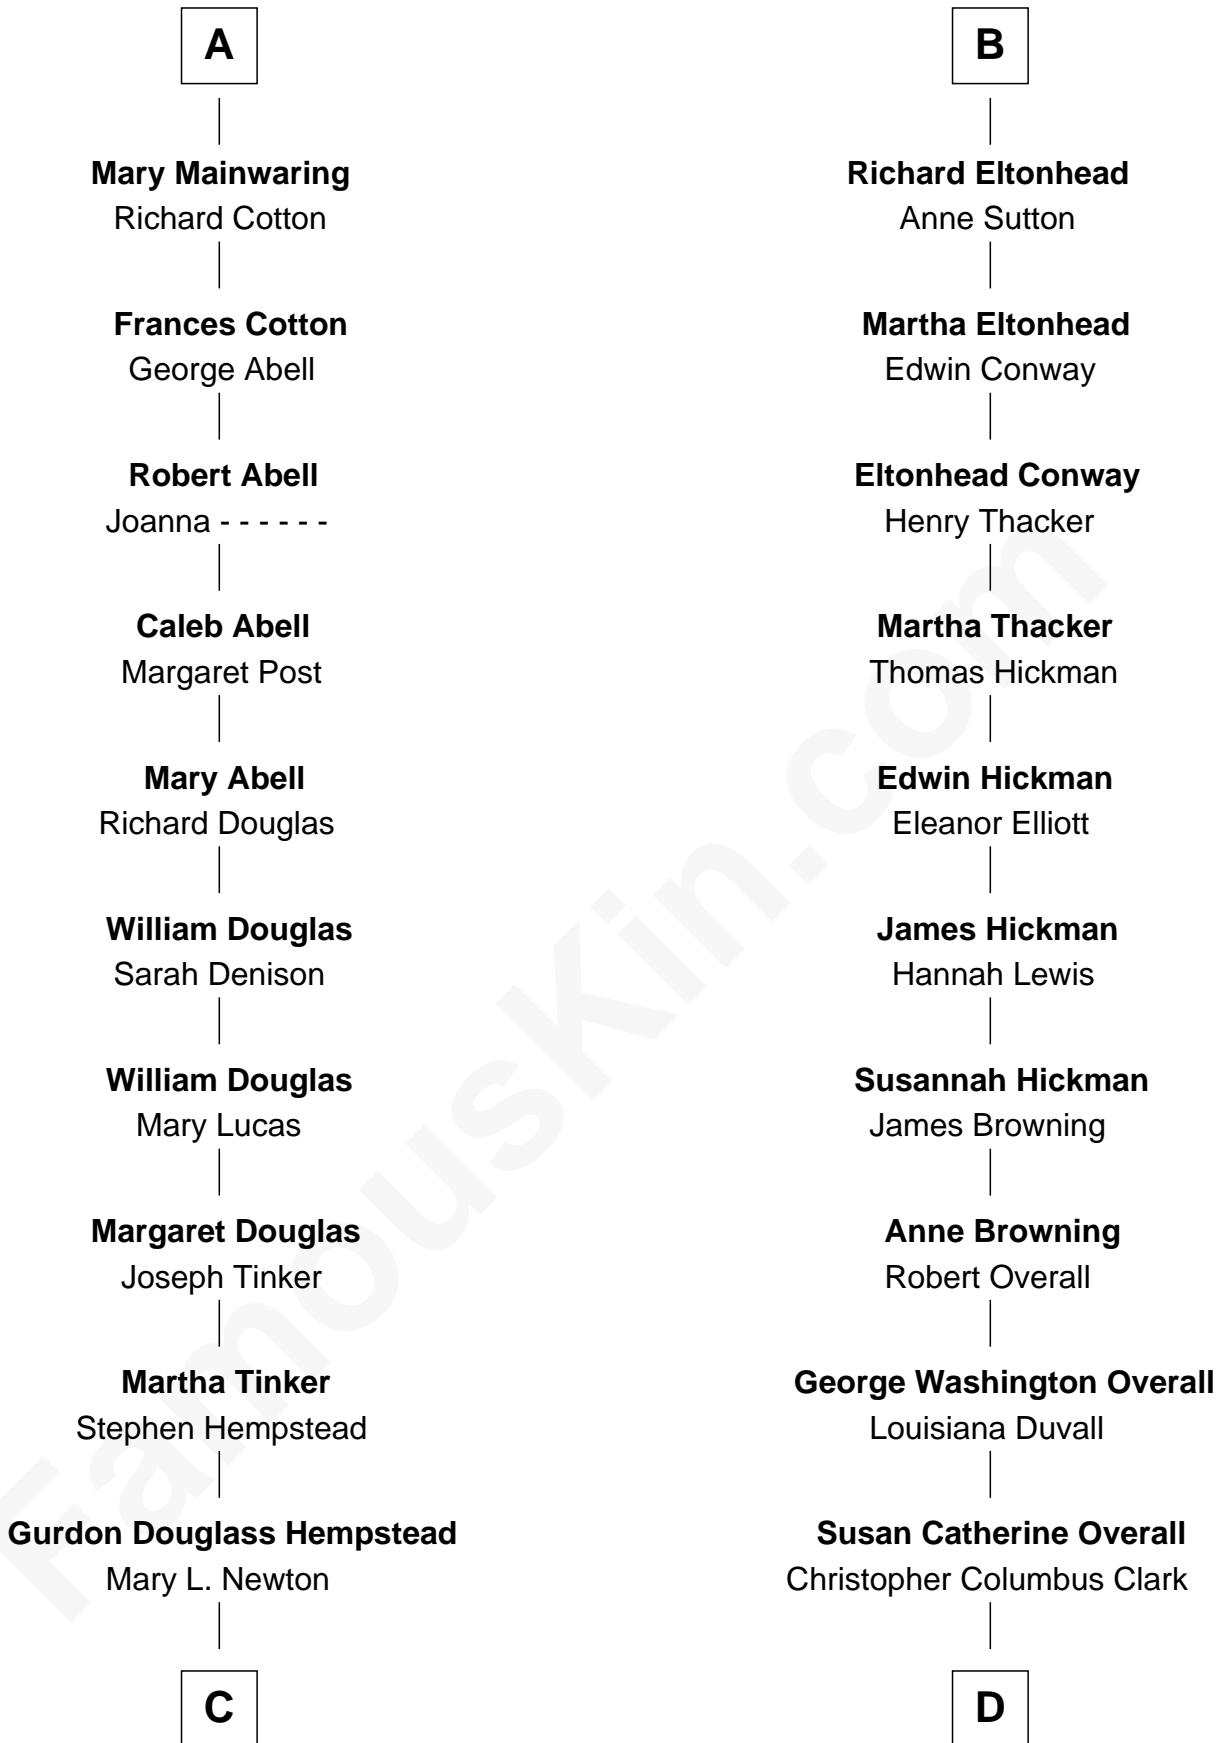 A
Mary Mainwaring
Richard Cotton
Frances Cotton
George Abell
Robert Abell
Joanna - - - - - -
Caleb Abell
Margaret Post
Mary Abell
Richard Douglas
William Douglas
Sarah Denison
William Douglas
Mary Lucas
Margaret Douglas
Joseph Tinker
Martha Tinker
Stephen Hempstead
Gurdon Douglass Hempstead
Mary L. Newton
C
B
Richard Eltonhead
Anne Sutton
Martha Eltonhead
Edwin Conway
Eltonhead Conway
Henry Thacker
Martha Thacker
Thomas Hickman
Edwin Hickman
Eleanor Elliott
James Hickman
Hannah Lewis
Susannah Hickman
James Browning
Anne Browning
Robert Overall
George Washington Overall
Louisiana Duvall
Susan Catherine Overall
Christopher Columbus Clark
D
FamousKin.com